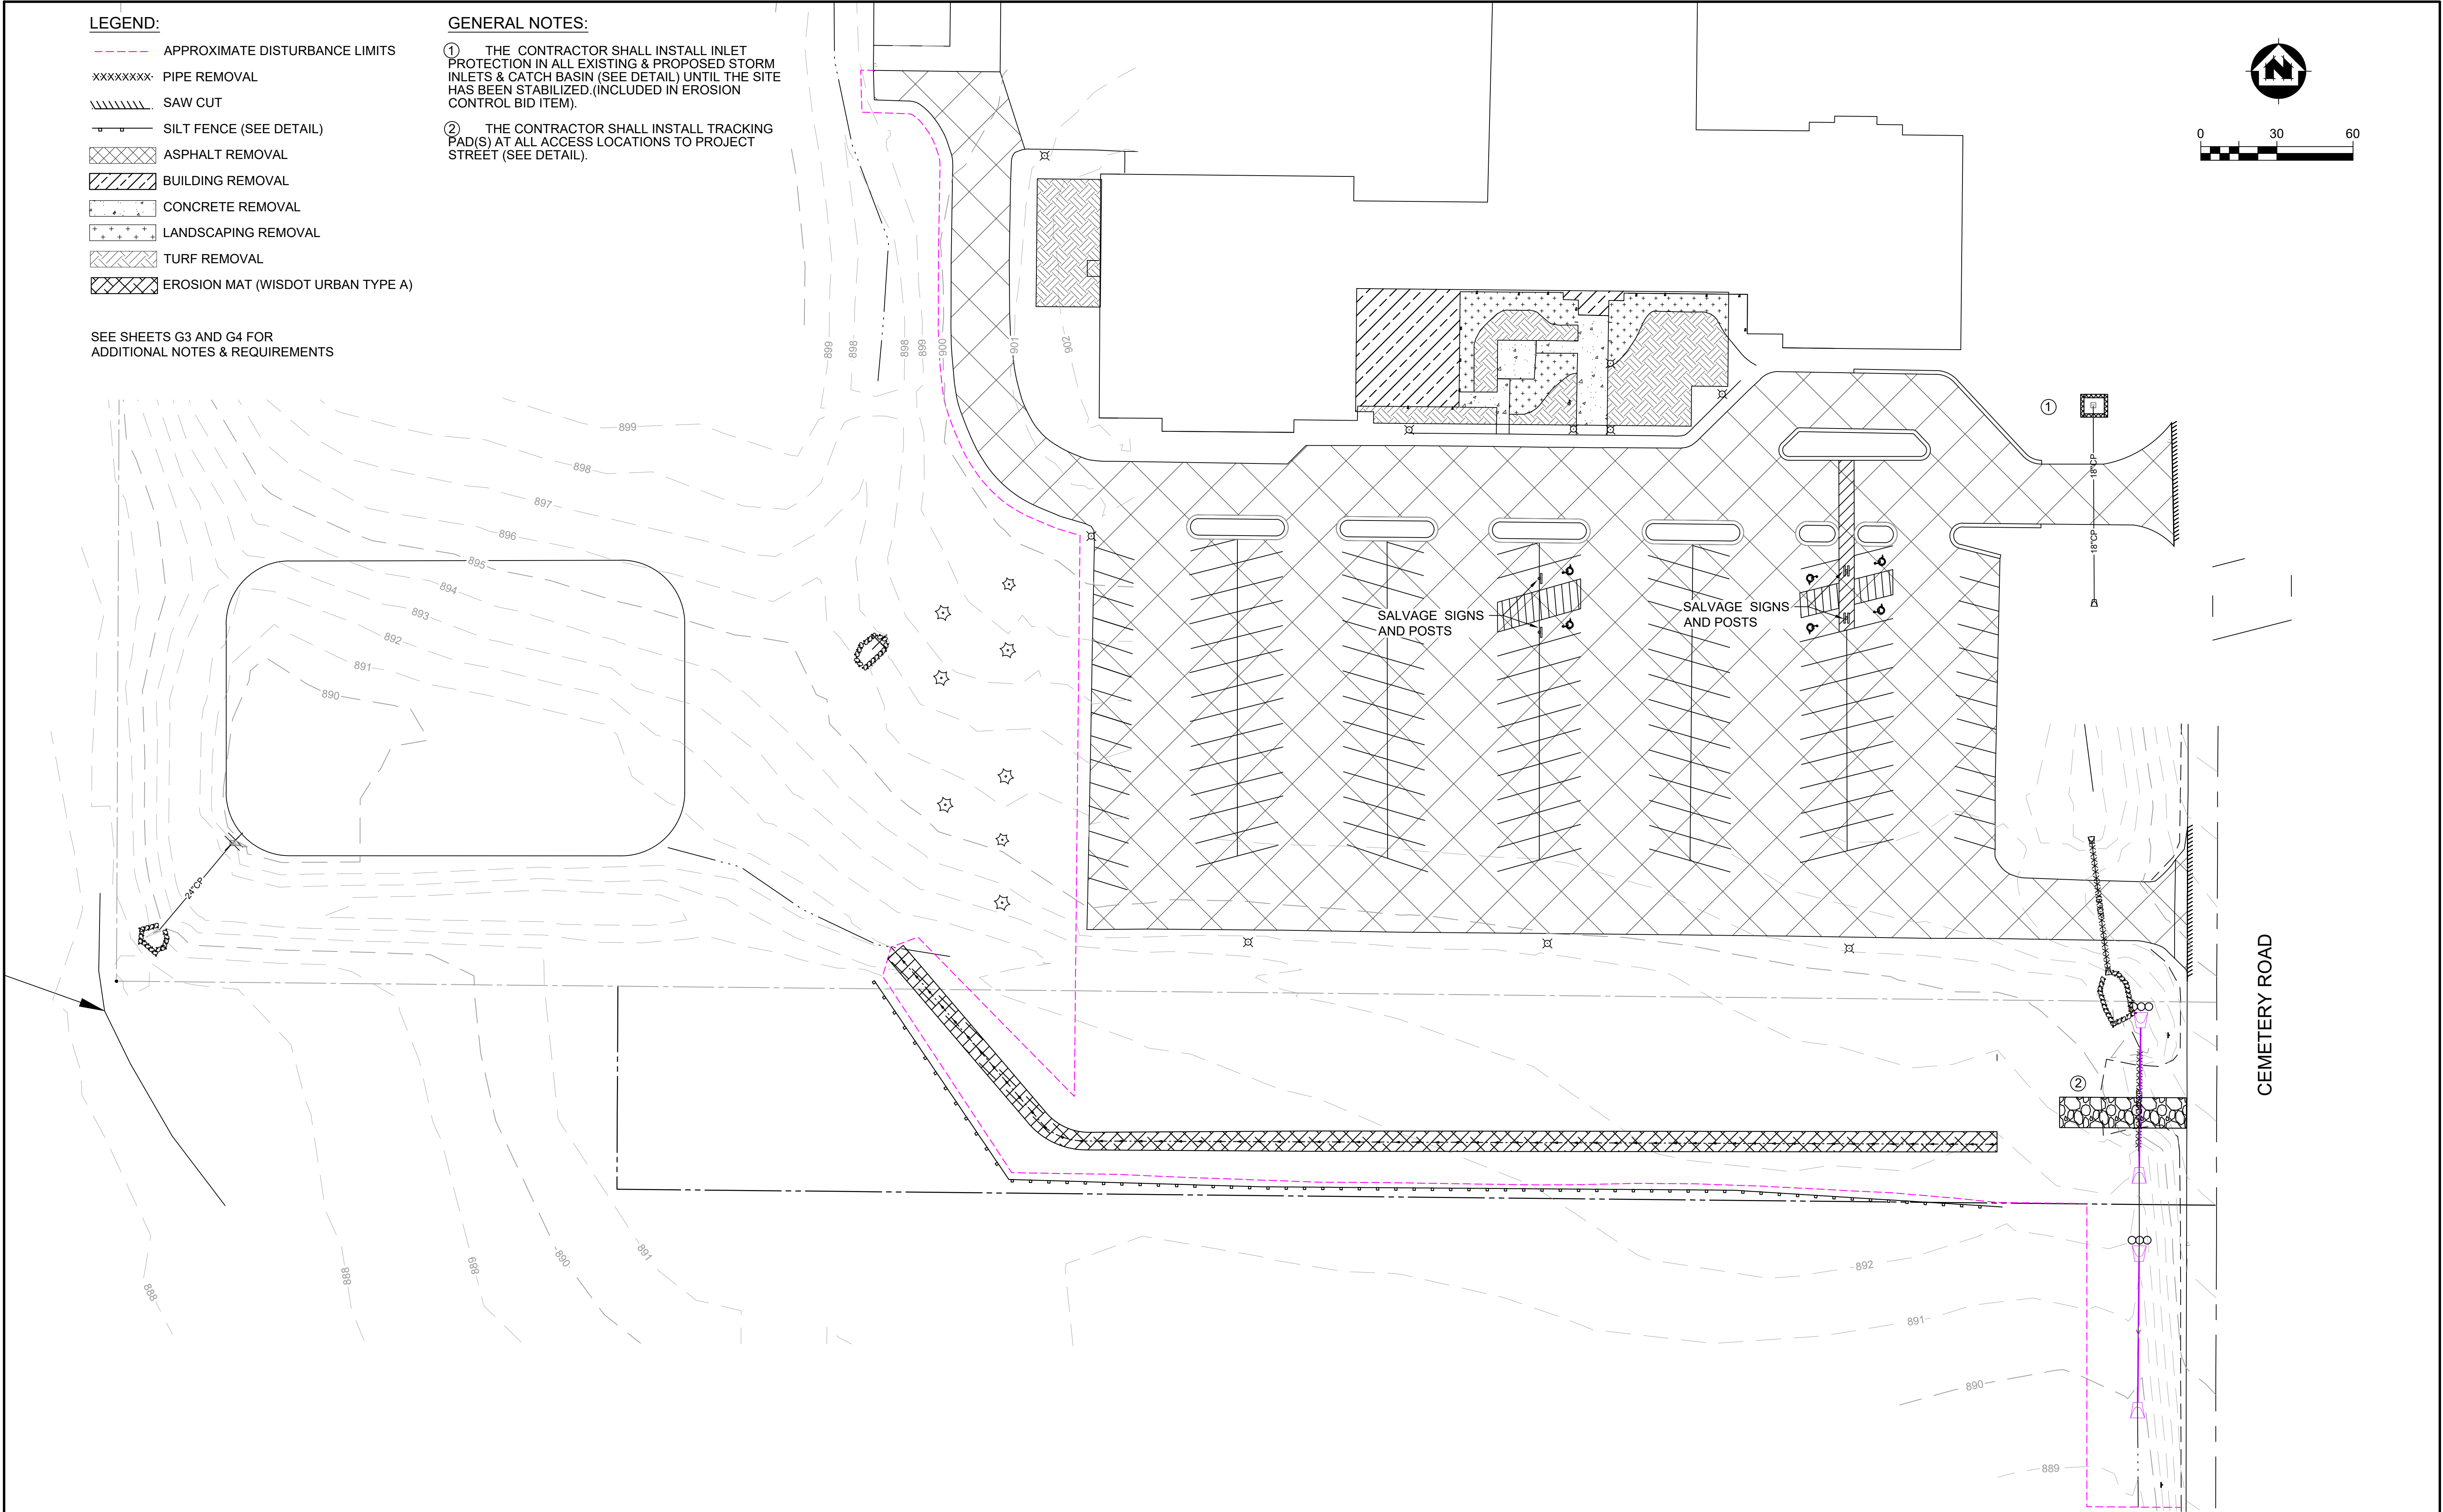 LEGEND:
APPROXIMATE DISTURBANCE LIMITS
XXXXXXXX PIPE REMOVAL
SAW CUT
SILT FENCE (SEE DETAIL)
ASPHALT REMOVAL
BUILDING REMOVAL
CONCRETE REMOVAL
LANDSCAPING REMOVAL
TURF REMOVAL
EROSION MAT (WISDOT URBAN TYPE A)
SEE SHEETS G3 AND G4 FOR
ADDITIONAL NOTES & REQUIREMENTS
GENERAL NOTES:
1 THE CONTRACTOR SHALL INSTALL INLET
PROTECTION IN ALL EXISTING & PROPOSED STORM
INLETS & CATCH BASIN (SEE DETAIL) UNTIL THE SITE
HAS BEEN STABILIZED.(INCLUDED IN EROSION
CONTROL BID ITEM).
2 THE CONTRACTOR SHALL INSTALL TRACKING
PAD(S) AT ALL ACCESS LOCATIONS TO PROJECT
STREET (SEE DETAIL).
N
0 30 60
899
898
898
899
900
901
902
899
898
897
896
895
894
893
892
891
890
1
18"CP
18"CP
SALVAGE SIGNS
AND POSTS
SALVAGE SIGNS
AND POSTS
24"CP
CEMETERY ROAD
2
888
888
889
890
891
892
891
890
889